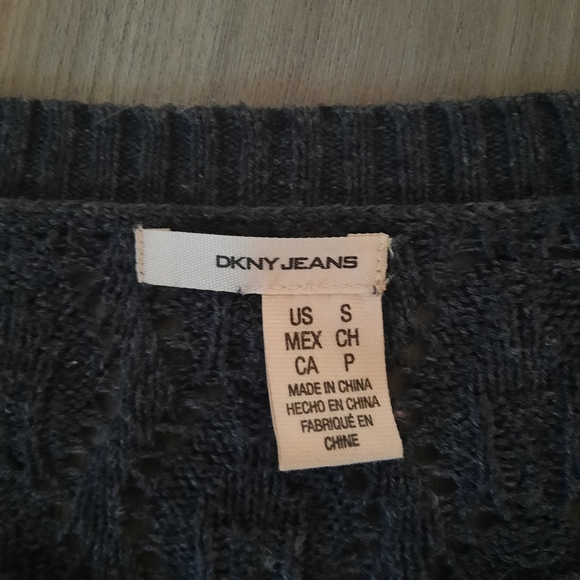 DKNY JEANS
US S
MEX CH
CA P
MADE IN CHINA
HECHO EN CHINA
FABRIQUÉ EN
CHINE